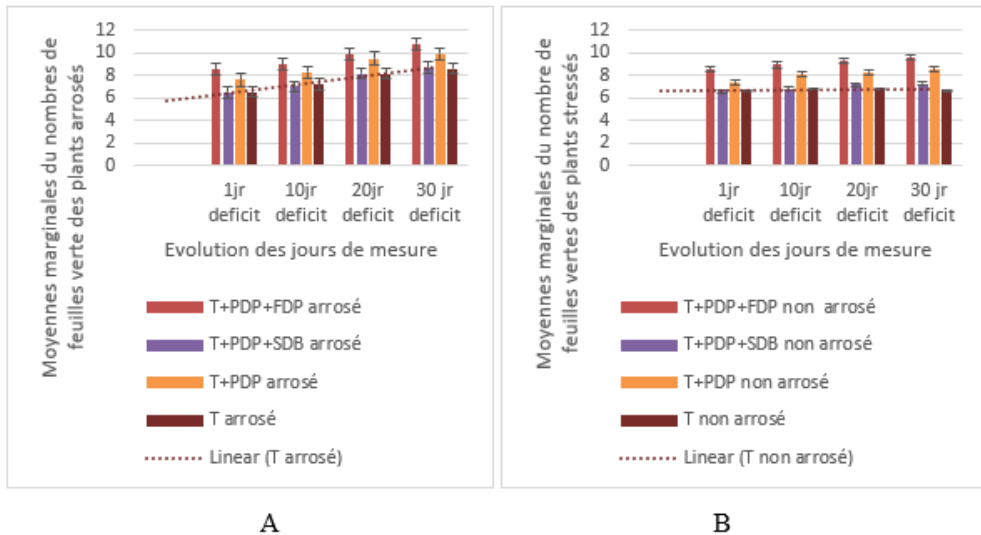 Moyennes marginales du nombres de
feuilles verte des plants arrosés
12
10
8
6
4
2
0
1jr
deficit
10jr
deficit
20jr
deficit
30 jr
deficit
Evolution des jours de mesure
T+PDP+FDP arrosé
T+PDP+SDB arrosé
T+PDP arrosé
T arrosé
Linear (T arrosé)
A
Moyennes marginales du nombre de
feuilles vertes des plants stressés
12
10
8
6
4
2
0
1jr
deficit
10jr
deficit
20jr
deficit
30 jr
deficit
Evolution des jours de mesure
T+PDP+FDP non arrosé
T+PDP+SDB non arrosé
T+PDP non arrosé
T non arrosé
Linear (T non arrosé)
B